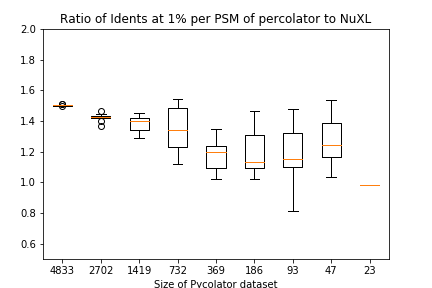 Ratio of Idents at 1% per PSM of percolator to NuXL
2.0
1.8
1.6
1.4
1.2
1.0
0.8
0.6
4833 2702 1419 732 369 186 93 47 23
Size of Pycolator dataset